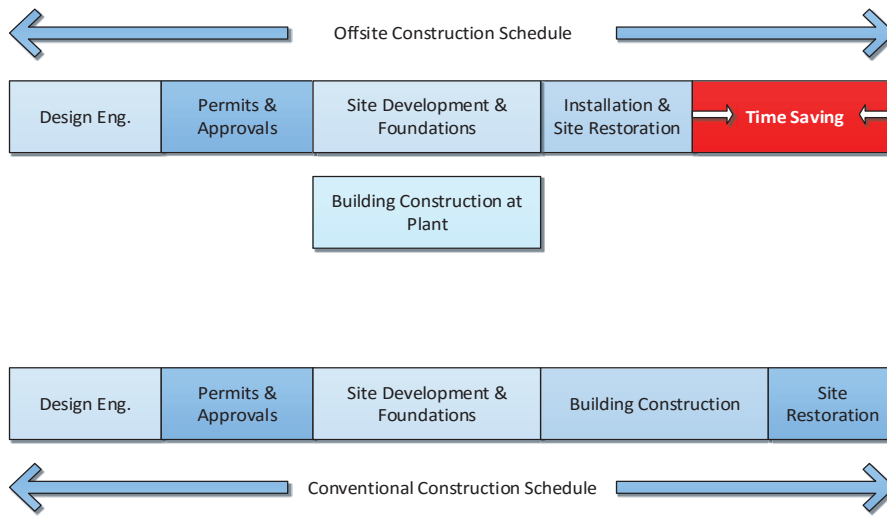 Offsite Construction Schedule
Design Eng.
Permits &
Approvals
Site Development &
Foundations
Installation &
Site Restoration
Time Saving
Building Construction at
Plant
Design Eng.
Permits &
Approvals
Site Development &
Foundations
Building Construction
Site
Restoration
Conventional Construction Schedule